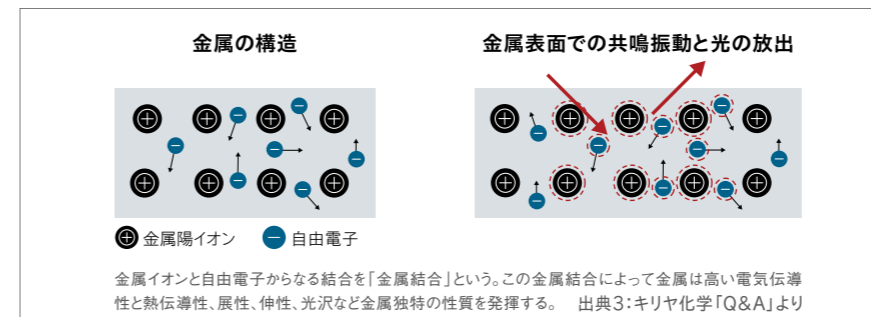 金属の構造
金属表面での共鳴振動と光の放出
金属陽イオン 自由電子
金属イオンと自由電子からなる結合を「金属結合」という。この金属結合によって金属は高い電気伝導
性と熱伝導性、展性、伸性、光沢など金属独特の性質を発揮する。 出典3:キリヤ化学「Q&A」より